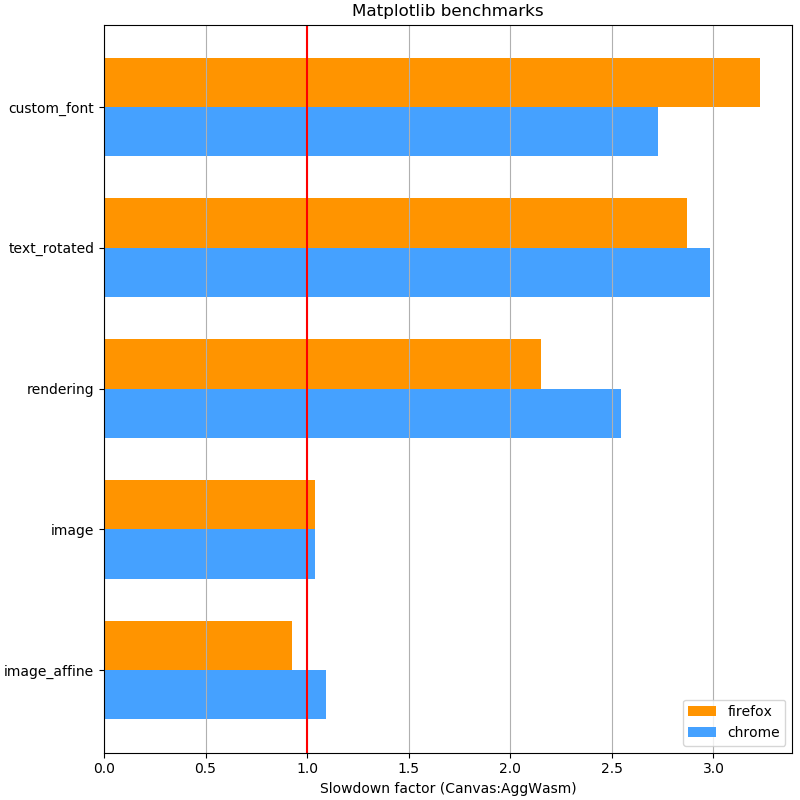 Matplotlib benchmarks
custom_font
text_rotated
rendering
image
image_affine
firefox
chrome
0.0 0.5 1.0 1.5 2.0 2.5 3.0
Slowdown factor (Canvas:AggWasm)